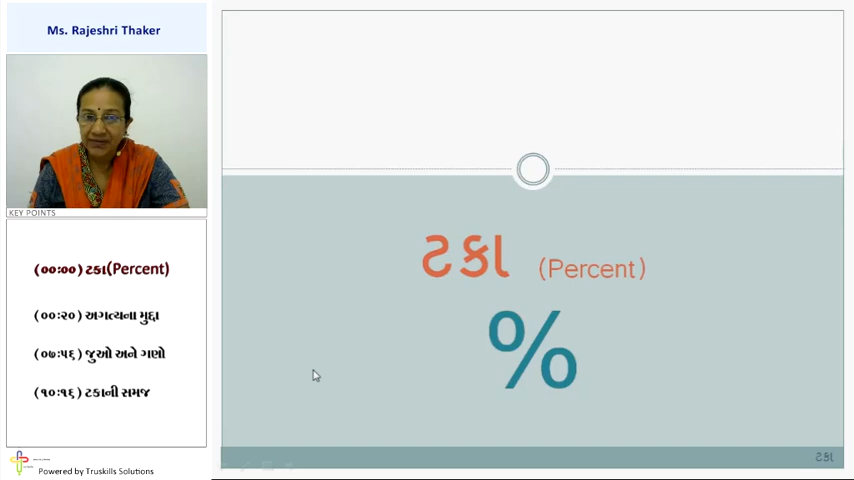 Ms. Rajeshri Thaker
KEY POINTS
(૦૦:૦૦) ટકા(Percent)
(૦૦:૨૦) અગત્યના મુદ્દા
(૦૭:૫૬) જુઓ અને ગણો
(૧૦:૧૬) ટકાની સમજ
Powered by Truskills Solutions
ટકા (Percent)
%
ટકા